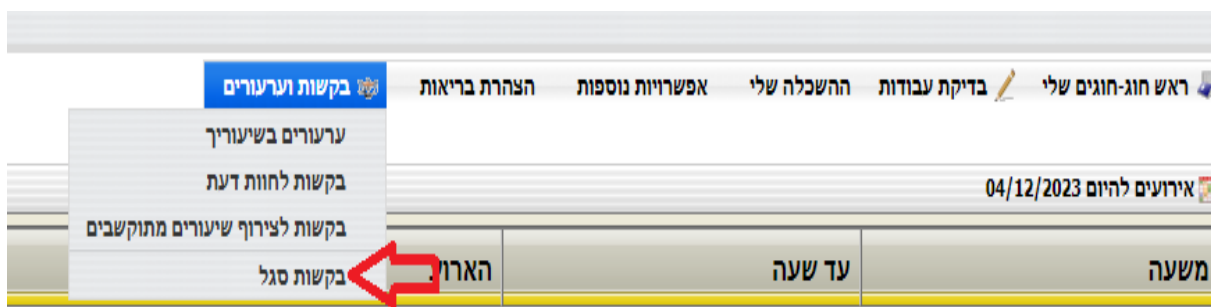 ראש חוג-חוגים שלי בדיקת עבודות ההשכלה שלי אפשרויות נוספות הצהרת בריאות בקשות וערעורים
ערעורים בשיעוריך
בקשות לחוות דעת
בקשות לצירוף שיעורים מתוקשבים
בקשות סגל
אירועים להיום 04/12/2023
משעה עד שעה